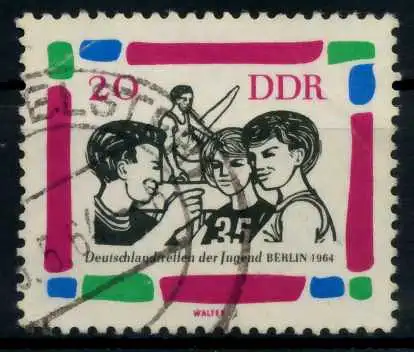 20 DDR
35
Deutschlandtreffen der Jugend BERLIN 1964
WALTER